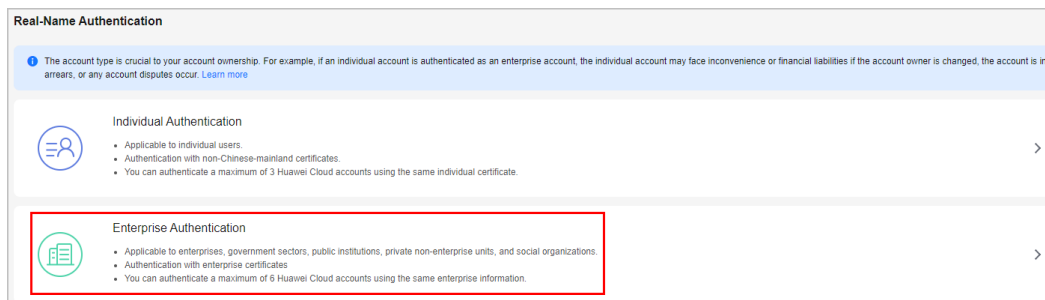 Real-Name Authentication
The account type is crucial to your account ownership. For example, if an individual account is authenticated as an enterprise account, the individual account may face inconvenience or financial liabilities if the account owner is changed, the account is in
arrears, or any account disputes occur. Learn more
Individual Authentication
• Applicable to individual users.
• Authentication with non-Chinese-mainland certificates.
• You can authenticate a maximum of 3 Huawei Cloud accounts using the same individual certificate.
Enterprise Authentication
• Applicable to enterprises, government sectors, public institutions, private non-enterprise units, and social organizations.
• Authentication with enterprise certificates
• You can authenticate a maximum of 6 Huawei Cloud accounts using the same enterprise information.